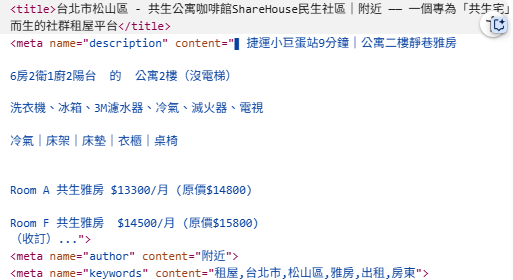 <title>台北市松山區 - 共生公寓咖啡館ShareHouse民生社區｜附近 —— 一個專為「共生宅」
而生的社群租屋平台</title>
<meta name="description" content="▋ 捷運小巨蛋站9分鐘｜公寓二樓靜巷雅房
6房2衛1廚2陽台　的　公寓2樓（沒電梯）
洗衣機、冰箱、3M濾水器、冷氣、滅火器、電視
冷氣｜床架｜床墊｜衣櫃｜桌椅
Room A 共生雅房 $13300/月 (原價$14800)
Room F 共生雅房  $14500/月 (原價$15800)
（收訂）...">
<meta name="author" content="附近">
<meta name="keywords" content="租屋,台北市,松山區,雅房,出租,房東">